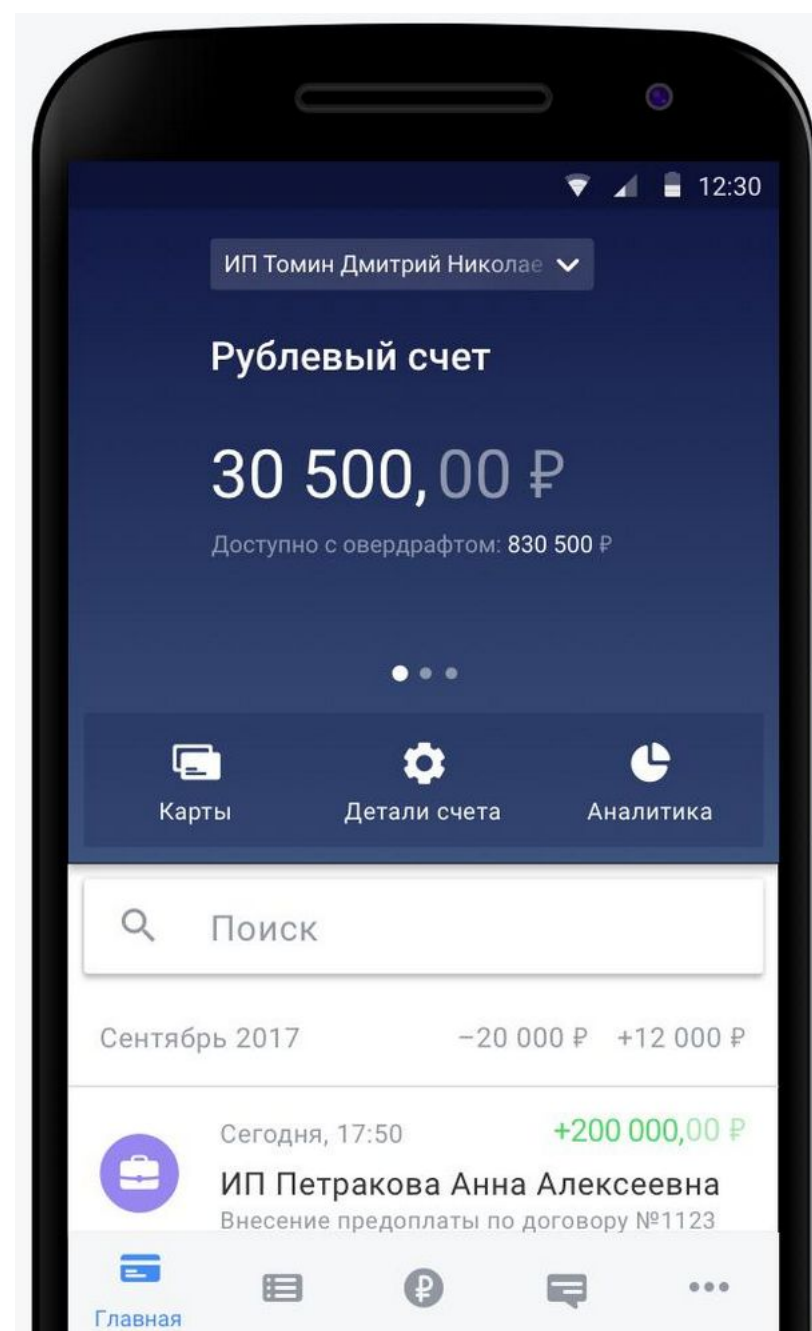 12:30
ИП Томин Дмитрий Николае
Рублевый счет
30 500,00 ₽
Доступно с овердрафтом: 830 500 ₽
Карты Детали счета Аналитика
Поиск
Сентябрь 2017 −20 000 ₽ +12 000 ₽
Сегодня, 17:50 +200 000,00 ₽
ИП Петракова Анна Алексеевна
Внесение предоплаты по договору №1123
Главная